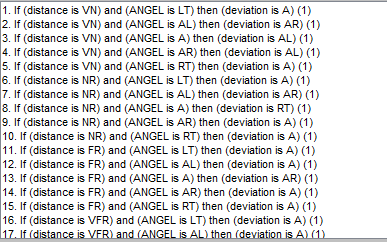 1. If (distance is VN) and (ANGEL is LT) then (deviation is A) (1)
2. If (distance is VN) and (ANGEL is AL) then (deviation is AR) (1)
3. If (distance is VN) and (ANGEL is A) then (deviation is AL) (1)
4. If (distance is VN) and (ANGEL is AR) then (deviation is AL) (1)
5. If (distance is VN) and (ANGEL is RT) then (deviation is A) (1)
6. If (distance is NR) and (ANGEL is LT) then (deviation is A) (1)
7. If (distance is NR) and (ANGEL is AL) then (deviation is AR) (1)
8. If (distance is NR) and (ANGEL is A) then (deviation is RT) (1)
9. If (distance is NR) and (ANGEL is AR) then (deviation is A) (1)
10. If (distance is NR) and (ANGEL is RT) then (deviation is A) (1)
11. If (distance is FR) and (ANGEL is LT) then (deviation is A) (1)
12. If (distance is FR) and (ANGEL is AL) then (deviation is A) (1)
13. If (distance is FR) and (ANGEL is A) then (deviation is AR) (1)
14. If (distance is FR) and (ANGEL is AR) then (deviation is A) (1)
15. If (distance is FR) and (ANGEL is RT) then (deviation is A) (1)
16. If (distance is VFR) and (ANGEL is LT) then (deviation is A) (1)
17. If (distance is VFR) and (ANGEL is AL) then (deviation is A) (1)